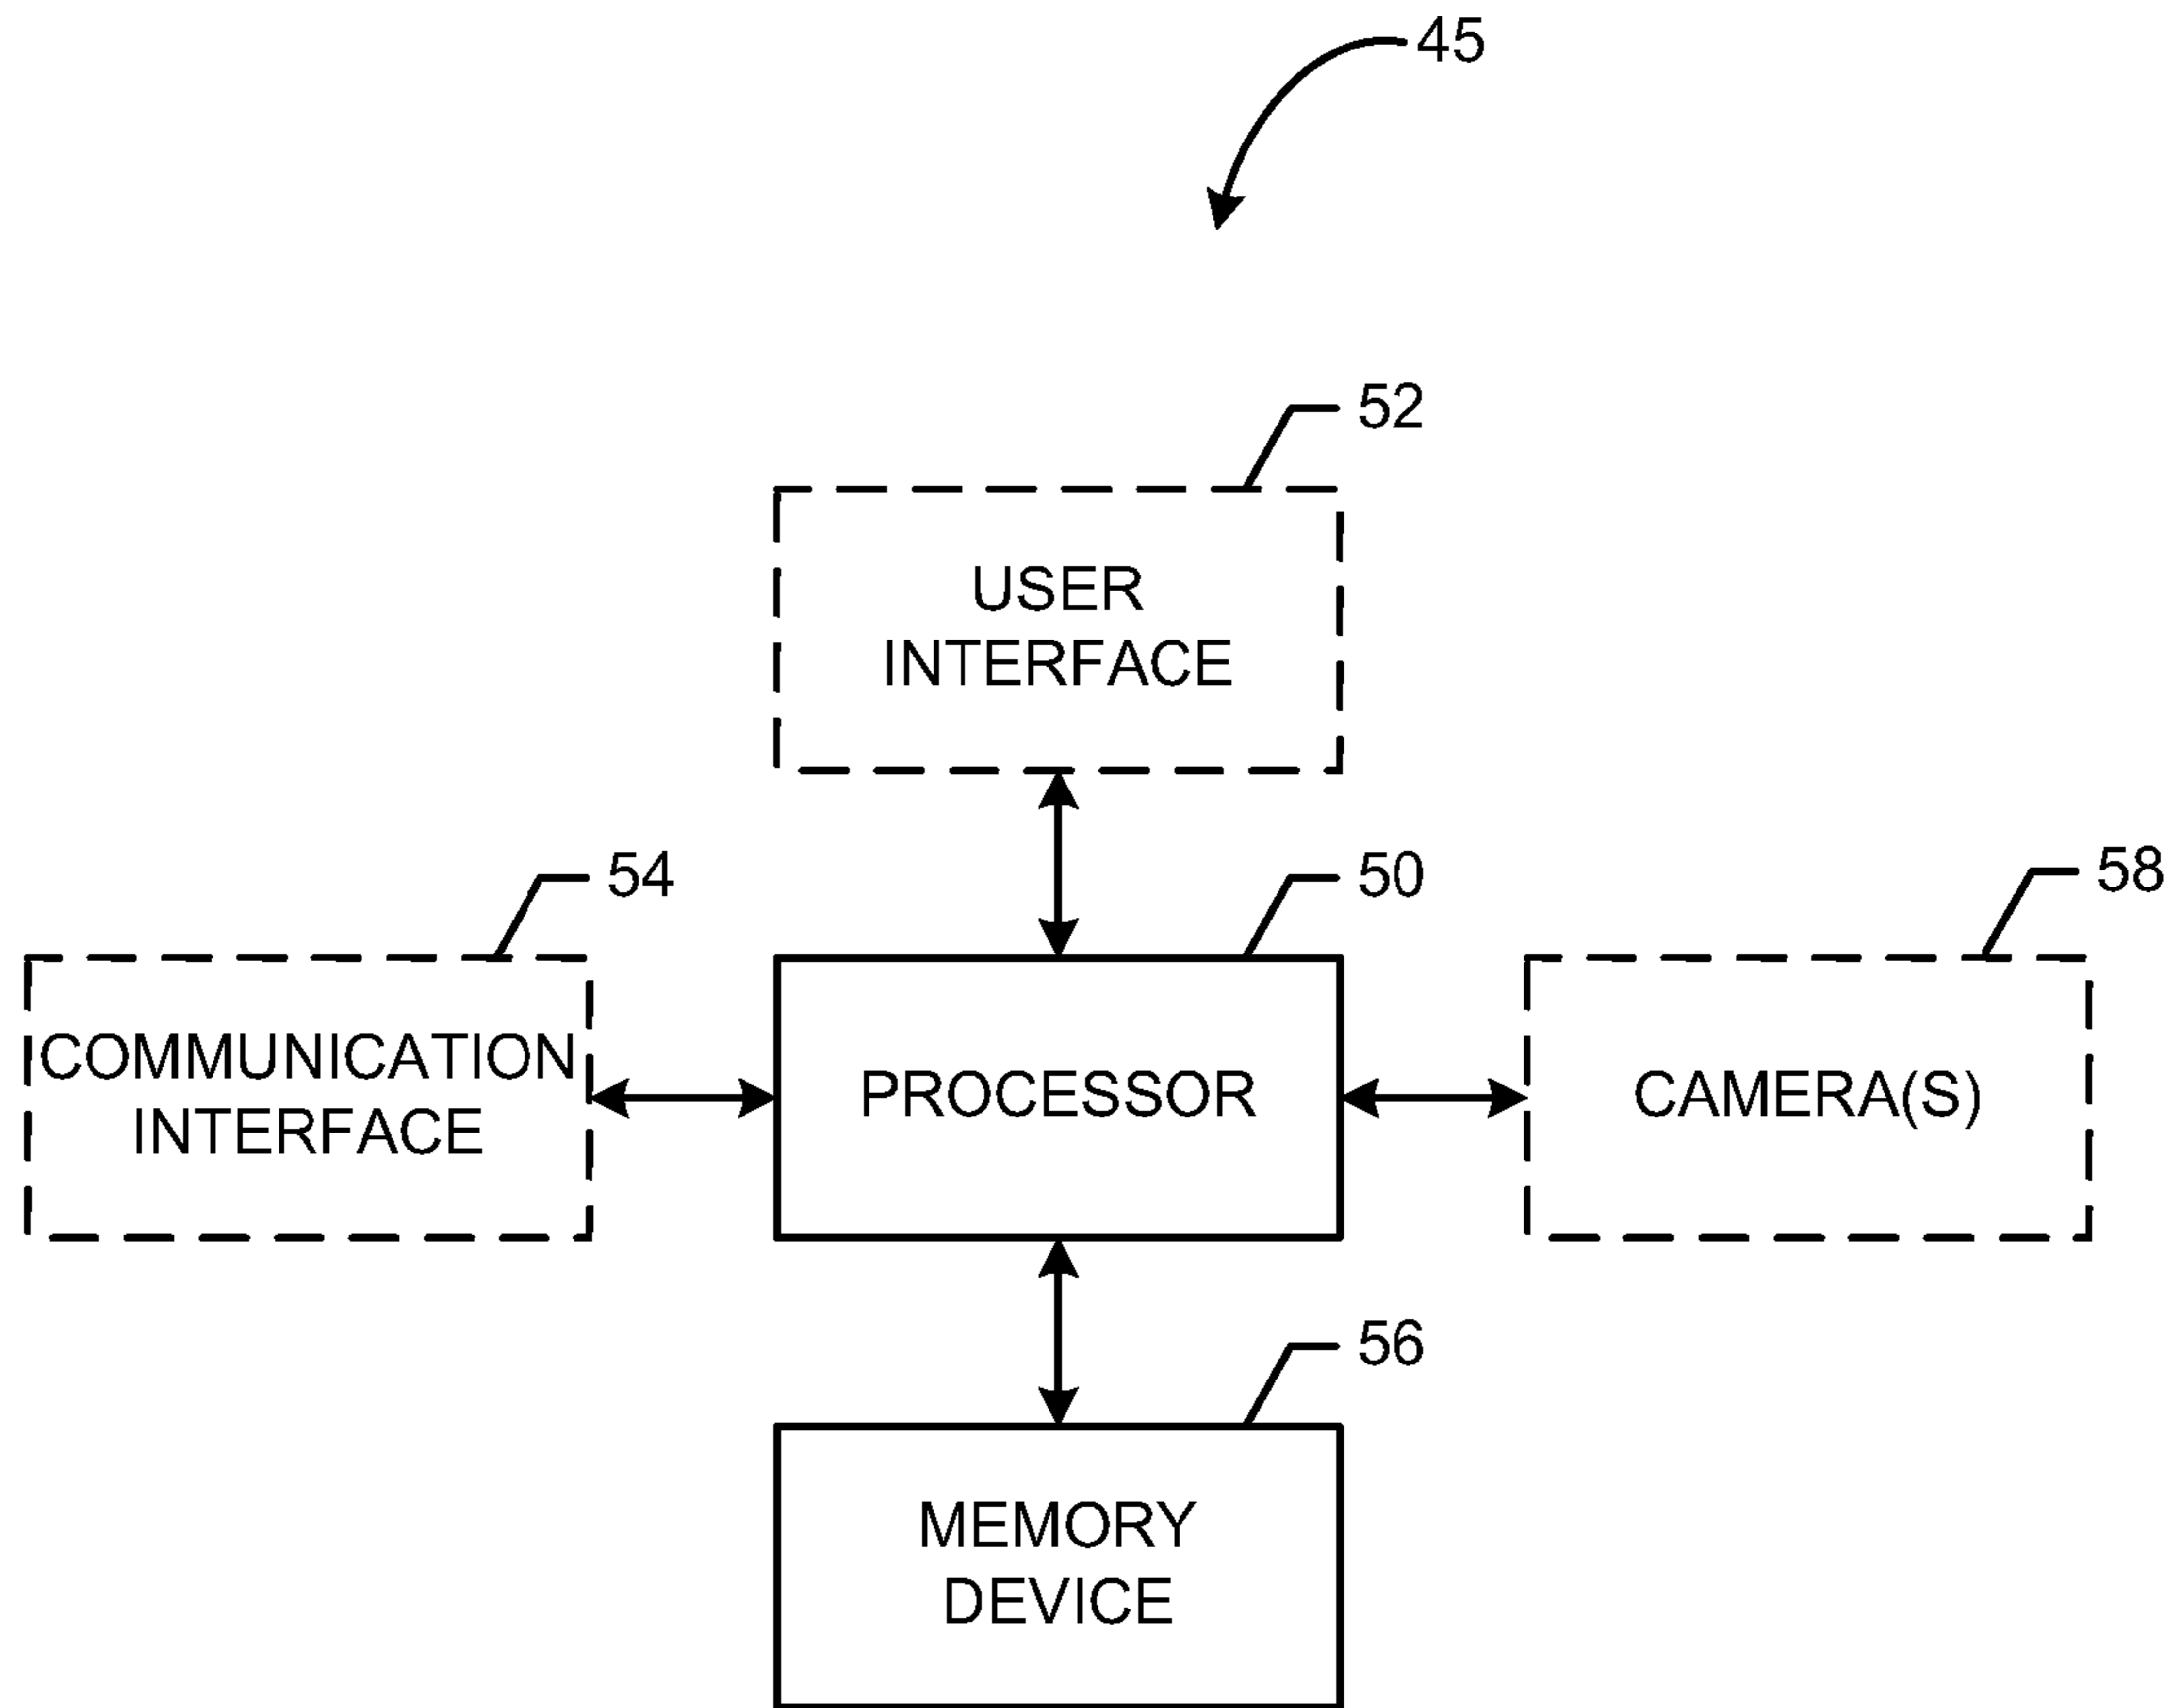 45
52
USER
INTERFACE
54
50
58
COMMUNICATION
INTERFACE
PROCESSOR
CAMERA(S)
56
MEMORY
DEVICE